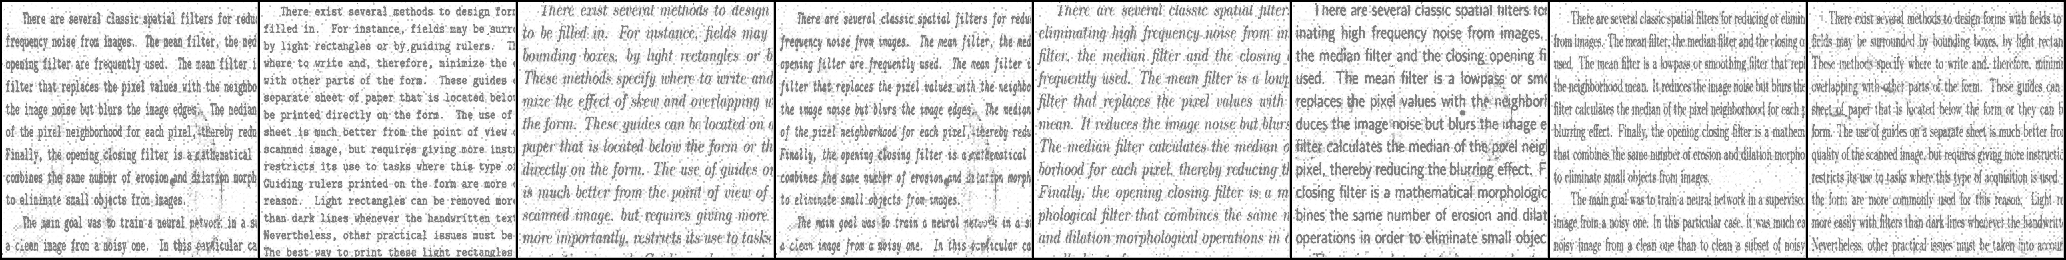 There are several classic spatial filters for redu
frequency noise from images. The mean filter, the med
opening filter are frequently used. The mean filter i
filter that replaces the pixel values with the neighbo
the image noise but blurs the image edges. The median
of the pixel neighborhood for each pixel, thereby redu
Finally, the opening closing filter is a mathematical
combines the same number of erosion and dilation morph
to eliminate small objects from images.
The main goal was to train a neural network in a su
a clean image from a noisy one. In this particular ca
There exist several methods to design for
filled in. For instance, fields may be surr
by light rectangles or by guiding rulers. Th
where to write and, therefore, minimize the
with other parts of the form. These guides
separate sheet of paper that is located belo
be printed directly on the form. The use of
sheet is much better from the point of view
scanned image, but requires giving more inst
restricts its use to tasks where this type of
Guiding rulers printed on the form are more
reason. Light rectangles can be removed more
than dark lines whenever the handwritten text
Nevertheless, other practical issues must be
The best way to print these light rectangles
There exist several methods to design
to be filled in. For instance, fields may
bounding boxes, by light rectangles or b
These methods specify where to write and
mize the effect of skew and overlapping w
the form. These guides can be located on
paper that is located below the form or th
directly on the form. The use of guides on
is much better from the point of view of
scanned image, but requires giving more
more importantly, restricts its use to tasks
There are several classic spatial filters for redu
frequency noise from images. The mean filter, the med
opening filter are frequently used. The mean filter i
filter that replaces the pixel values with the neighbo
the image noise but blurs the image edges. The median
of the pixel neighborhood for each pixel, thereby redu
Finally, the opening closing filter is a mathematical
combines the same number of erosion and dilation morph
to eliminate small objects from images.
The main goal was to train a neural network in a su
a clean image from a noisy one. In this particular ca
There are several classic spatial filter
eliminating high frequency noise from im
filter, the median filter and the closing
frequently used. The mean filter is a lowp
filter that replaces the pixel values with
mean. It reduces the image noise but blurs
The median filter calculates the median o
borhood for each pixel, thereby reducing th
Finally, the opening closing filter is a m
phological filter that combines the same n
and dilation morphological operations in
There are several classic spatial filters for
inating high frequency noise from images.
the median filter and the closing opening fi
used. The mean filter is a lowpass or smo
replaces the pixel values with the neighbor
duces the image noise but blurs the image e
filter calculates the median of the pixel neig
pixel, thereby reducing the blurring effect. F
closing filter is a mathematical morphologic
bines the same number of erosion and dilat
operations in order to eliminate small objec
There are several classic spatial filters for reducing or elimin
from images. The mean filter, the median filter and the closing o
used. The mean filter is a lowpass or smoothing filter that repl
the neighborhood mean. It reduces the image noise but blurs the
filter calculates the median of the pixel neighborhood for each p
blurring effect. Finally, the opening closing filter is a mathem
that combines the same number of erosion and dilation morpho
to eliminate small objects from images.
The main goal was to train a neural network in a supervised
image from a noisy one. In this particular case, it was much ea
noisy image from a clean one than to clean a subset of noisy
There exist several methods to design forms with fields to
fields may be surrounded by bounding boxes, by light rectan
These methods specify where to write and, therefore, minimi
overlapping with other parts of the form. These guides can
sheet of paper that is located below the form or they can b
form. The use of guides on a separate sheet is much better fro
quality of the scanned image, but requires giving more instructi
restricts its use to tasks where this type of acquisition is used.
the form are more commonly used for this reason. Light r
more easily with filters than dark lines whenever the handwritt
Nevertheless, other practical issues must be taken into accoun